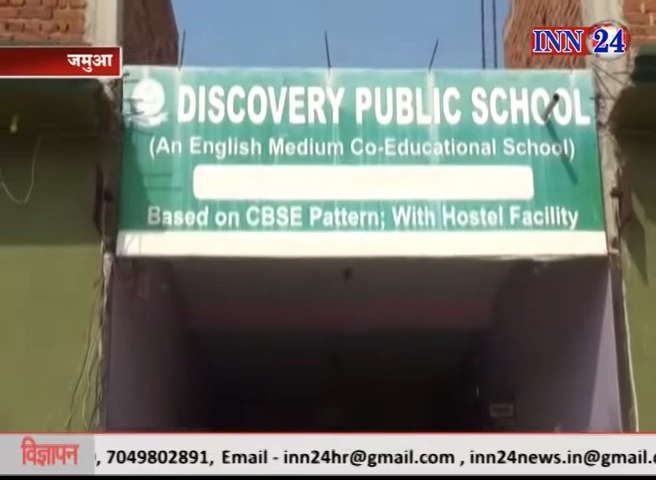 INN 24
जमुआ
DISCOVERY PUBLIC SCHOOL
(An English Medium Co-Educational School)
Based on CBSE Pattern; With Hostel Facility
विज्ञापन
, 7049802891, Email - inn24hr@gmail.com , inn24news.in@gmail.c